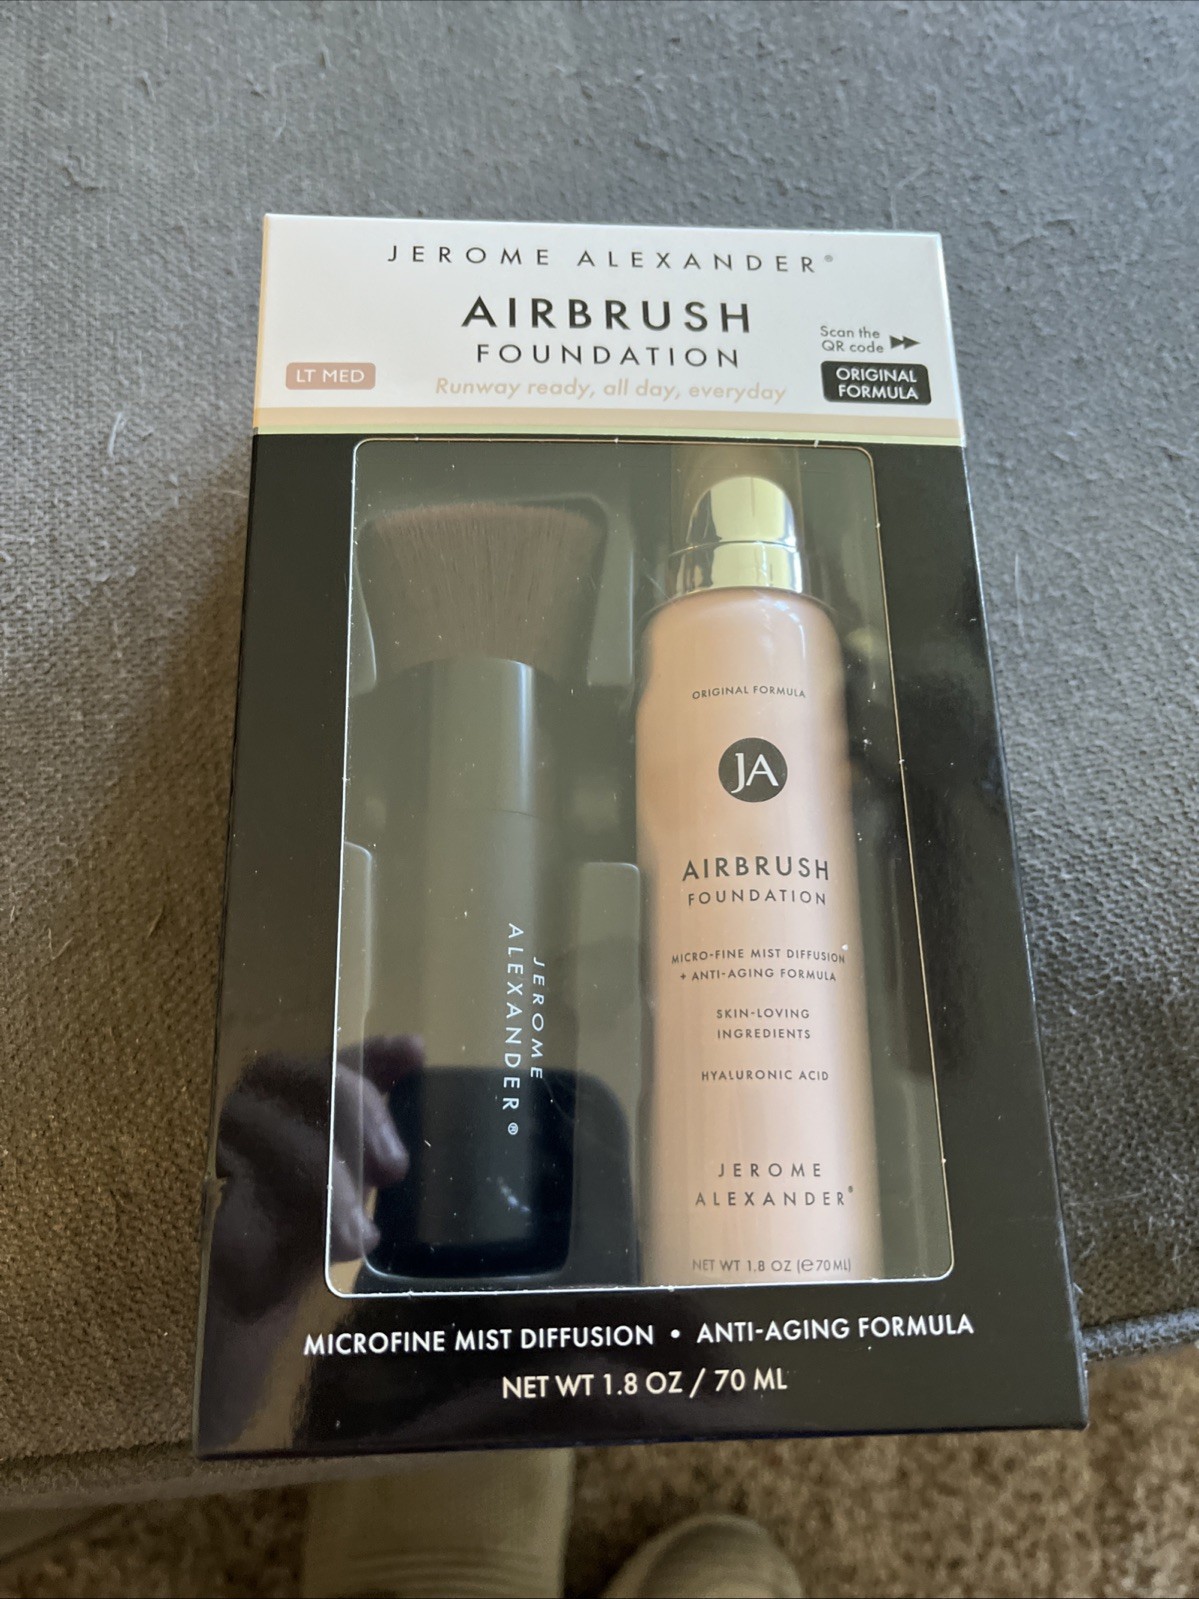 JEROME ALEXANDER®
AIRBRUSH
FOUNDATION
Runway ready, all day, everyday
LT MED
Scan the
QR code
ORIGINAL
FORMULA
JEROME
ALEXANDER®
ORIGINAL FORMULA
JA
AIRBRUSH
FOUNDATION
MICRO-FINE MIST DIFFUSION
+ ANTI-AGING FORMULA
SKIN-LOVING
INGREDIENTS
HYALURONIC ACID
JEROME
ALEXANDER®
NET WT 1.8 OZ (℮70ML)
MICROFINE MIST DIFFUSION • ANTI-AGING FORMULA
NET WT 1.8 OZ / 70 ML